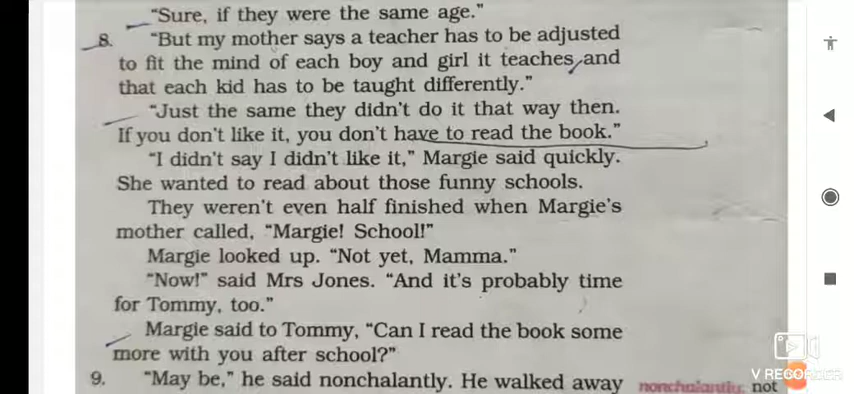 "Sure, if they were the same age."
8. "But my mother says a teacher has to be adjusted
to fit the mind of each boy and girl it teaches and
that each kid has to be taught differently."
"Just the same they didn't do it that way then.
If you don't like it, you don't have to read the book."
"I didn't say I didn't like it," Margie said quickly.
She wanted to read about those funny schools.
They weren't even half finished when Margie's
mother called, "Margie! School!"
Margie looked up. "Not yet, Mamma."
"Now!" said Mrs Jones. "And it's probably time
for Tommy, too."
Margie said to Tommy, "Can I read the book some
more with you after school?"
9. "May be," he said nonchalantly. He walked away
nonchalantly: not
V RECORDER